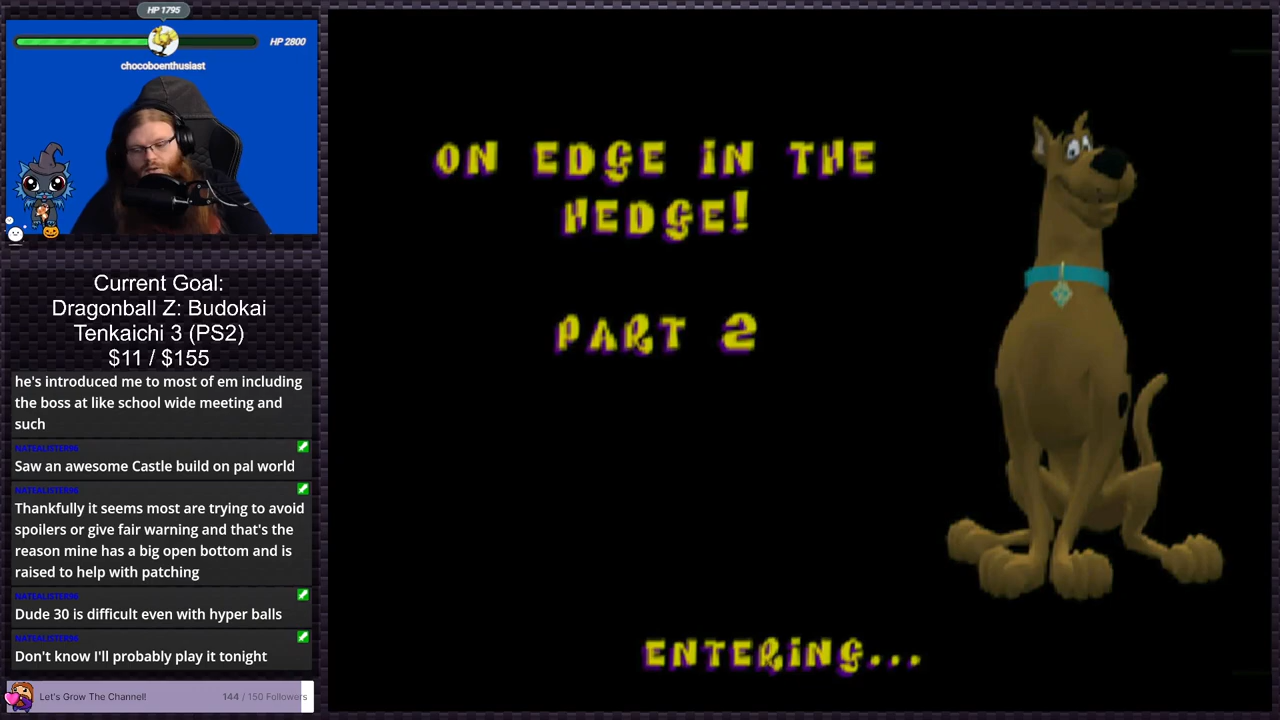 HP 1795
HP 2800
chocoboenthusiast
ON EDGE IN THE
HEDGE!
PART 2
ENTERING...
Current Goal:
Dragonball Z: Budokai
Tenkaichi 3 (PS2)
$11 / $155
he's introduced me to most of em including
the boss at like school wide meeting and
such
NATEALISTER96
Saw an awesome Castle build on pal world
NATEALISTER96
Thankfully it seems most are trying to avoid
spoilers or give fair warning and that's the
reason mine has a big open bottom and is
raised to help with patching
NATEALISTER96
Dude 30 is difficult even with hyper balls
NATEALISTER96
Don't know I'll probably play it tonight
Let's Grow The Channel!
144 / 150 Followers